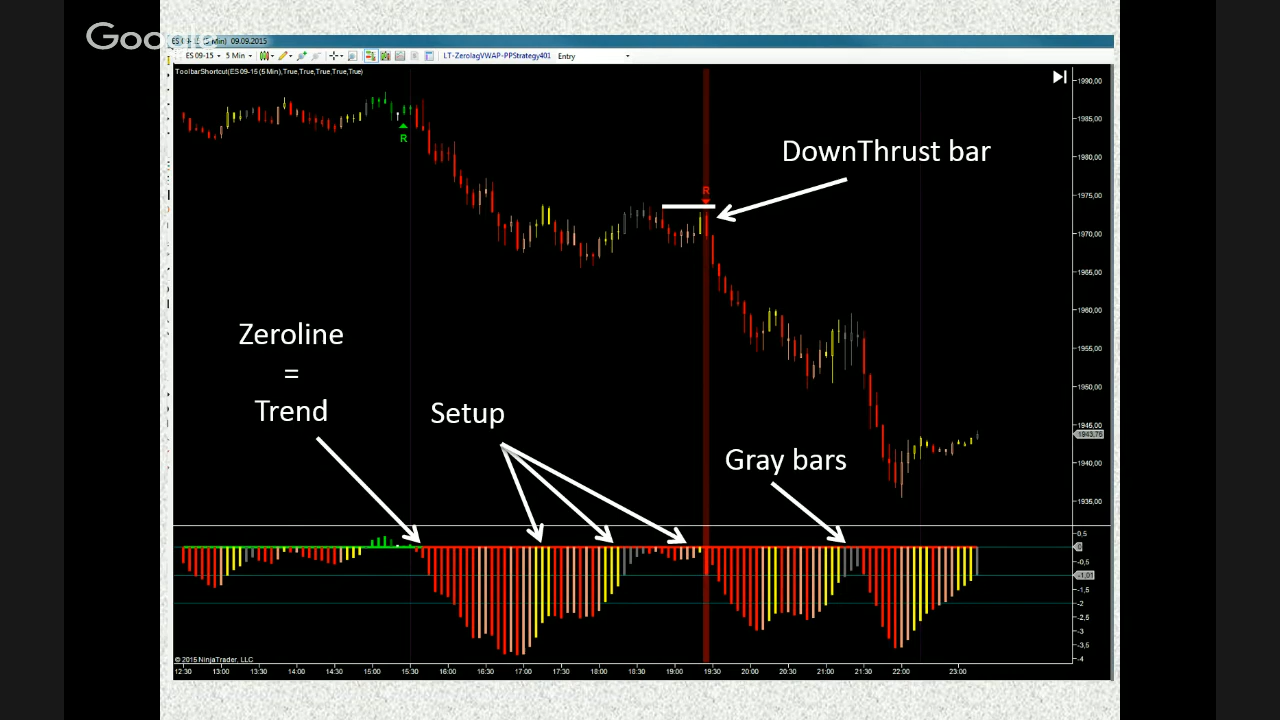 Google
ES 09-15 (5 Min) 09.09.2015
ES 09-15 5 Min LT-ZerolagVWAP-PPStrategy401 Entry
ToolbarShortcut(ES 09-15 (5 Min),True,True,True,True,True)
1990,00
1985,00
R
1980,00
DownThrust bar
1975,00
R
1970,00
1965,00
1960,00
1955,00
1950,00
1945,00
1943,75
1940,00
1935,00
Zeroline
=
Trend
Setup
Gray bars
0,5
0
-0,5
-1,01
-1,5
-2
-2,5
-3
-3,5
-4
© 2015 NinjaTrader, LLC
12:30 13:00 13:30 14:00 14:30 15:00 15:30 16:00 16:30 17:00 17:30 18:00 18:30 19:00 19:30 20:00 20:30 21:00 21:30 22:00 23:00